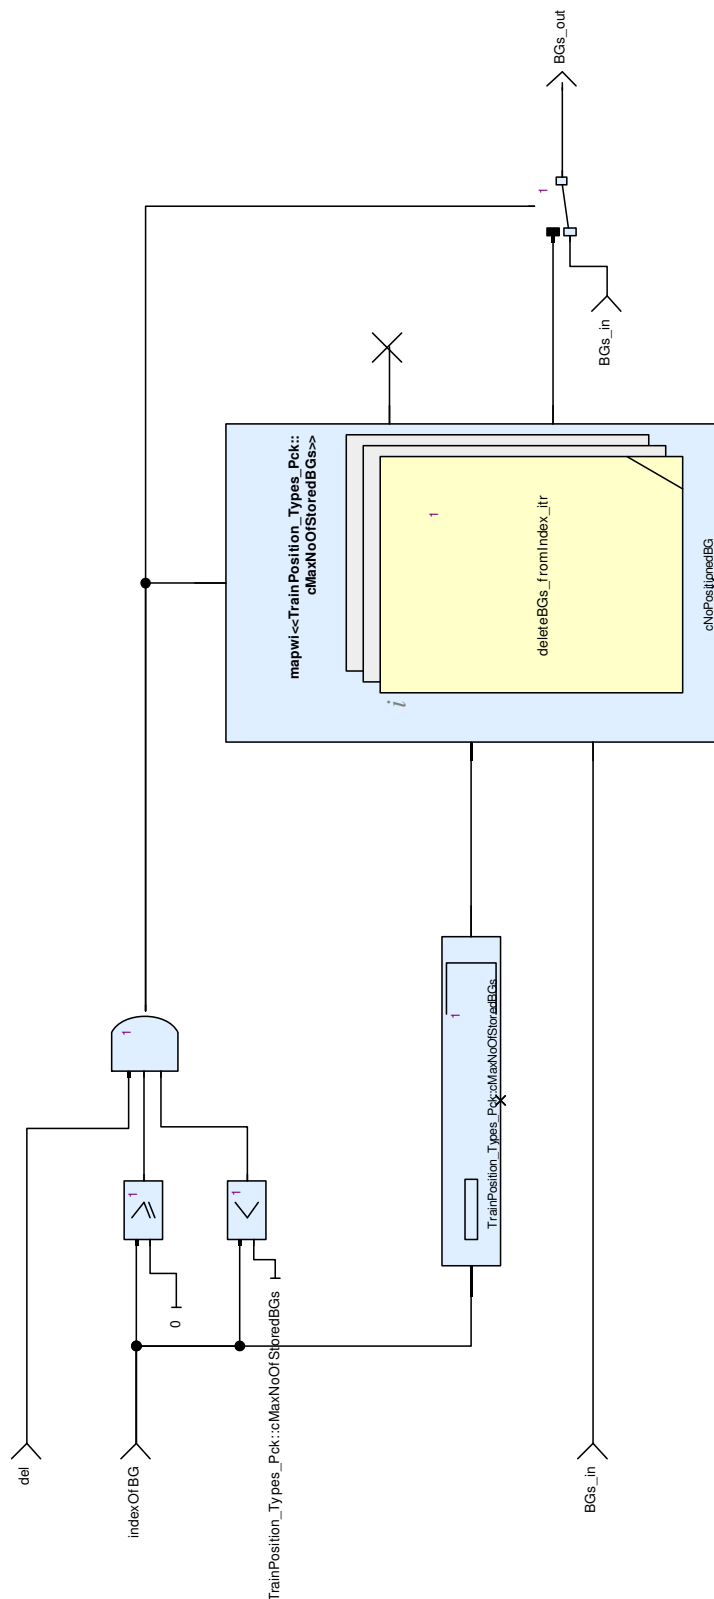 del
indexOfBG
0
TrainPosition_Types_Pck::cMaxNoOfStoredBGs
1
1
1
1
TrainPosition_Types_Pck::cMaxNoOfStoredBGs
BGs_in
mapwi<<TrainPosition_Types_Pck::
cMaxNoOfStoredBGs>>
i
1
deleteBGs_fromIndex_itr
cNoPositionedBG
1
BGs_in
BGs_out